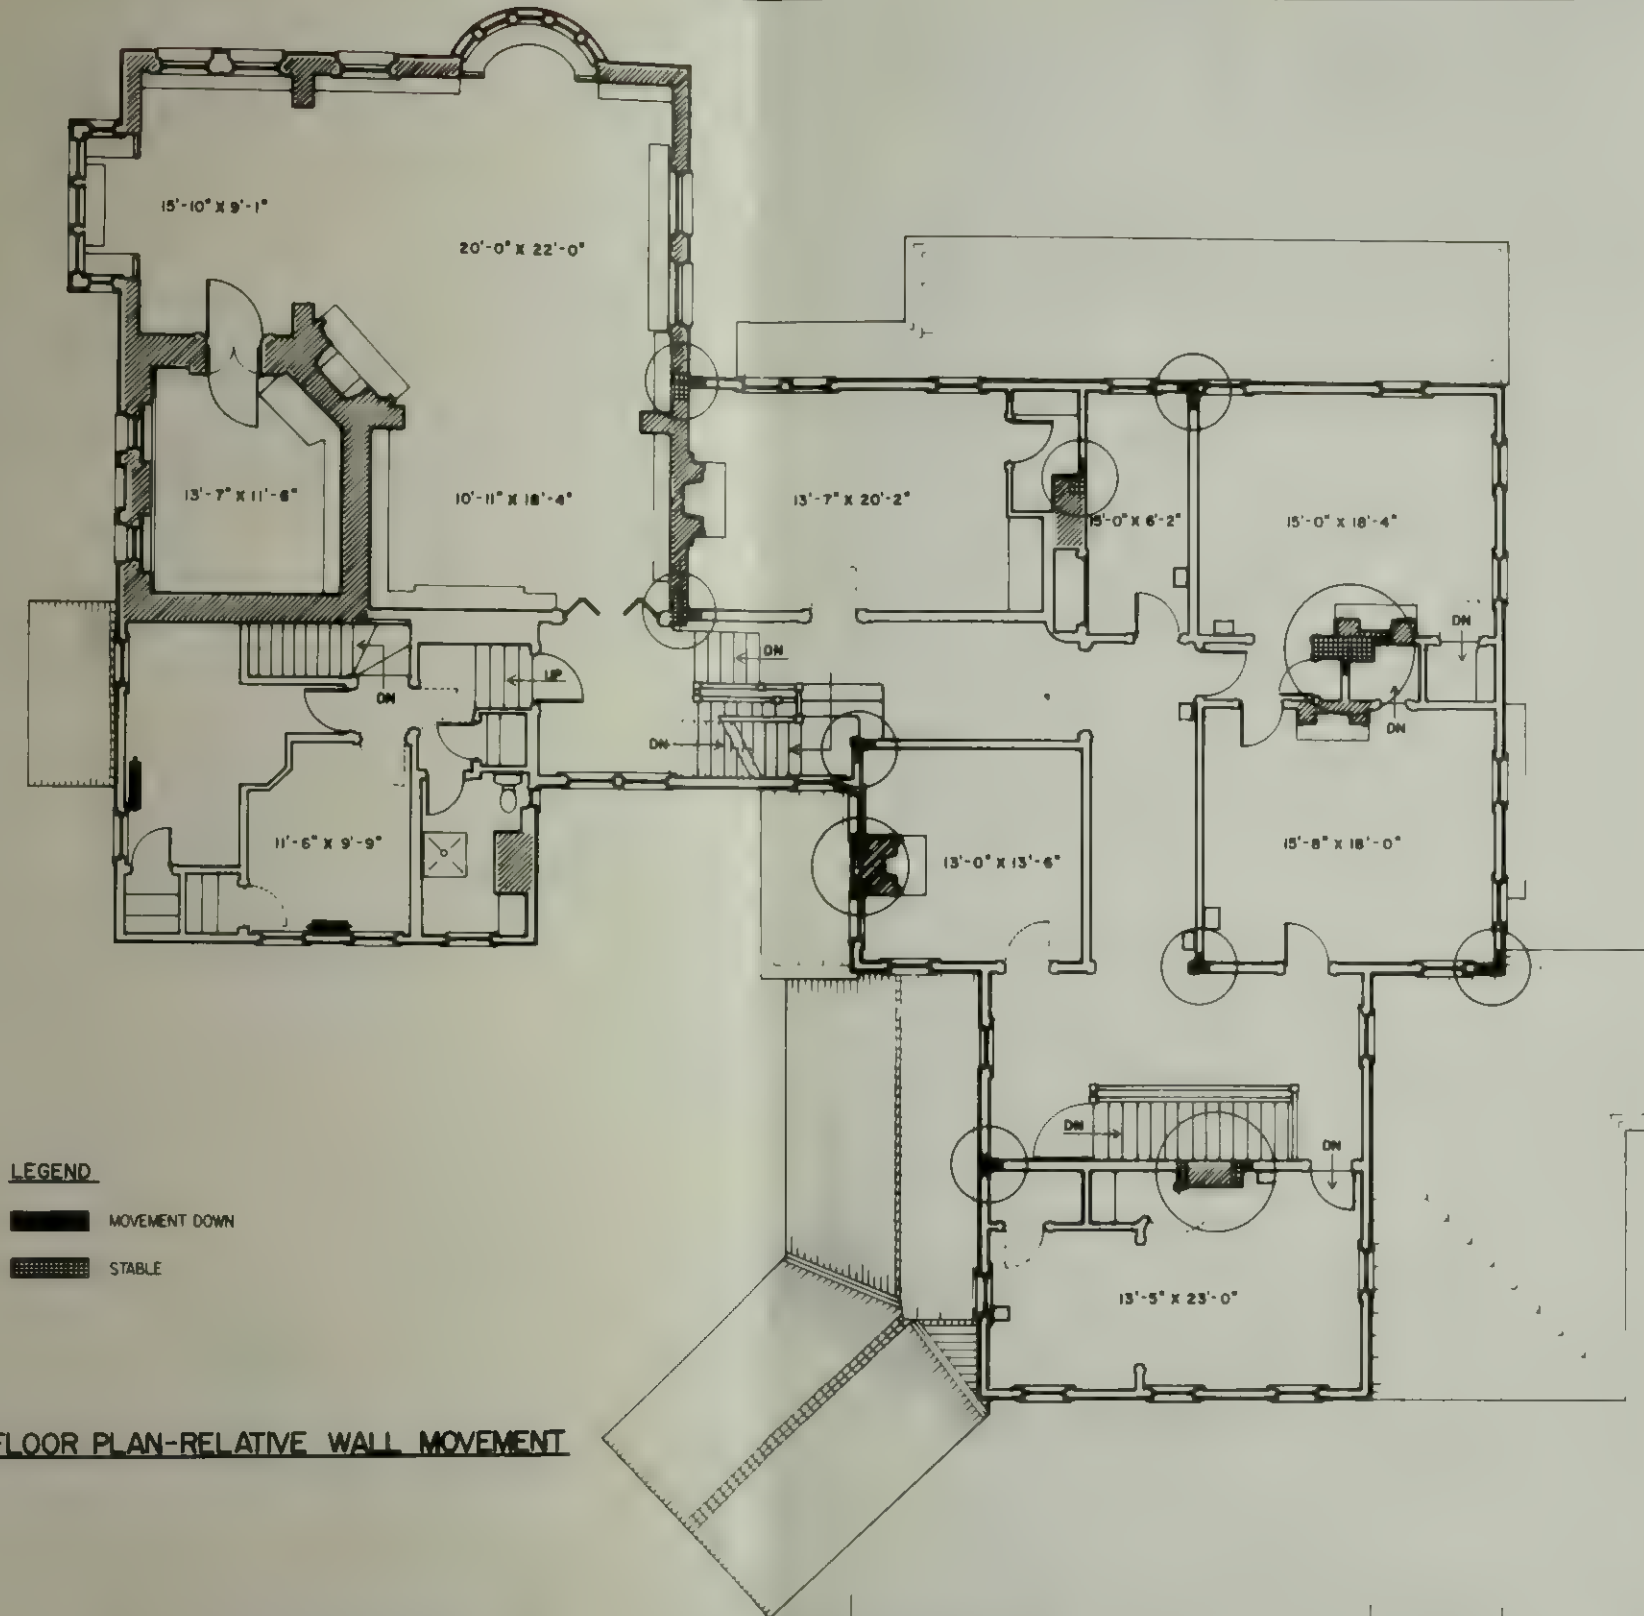 15'-10" X 9'-1"
20'-0" X 22'-0"
13'-7" X 11'-6"
10'-11" X 18'-4"
13'-7" X 20'-2"
15'-0" X 6'-2"
15'-0" X 18'-4"
DN
DN
UP
DN
DN
DN
11'-6" X 9'-9"
13'-0" X 13'-6"
15'-8" X 18'-0"
DN
DN
13'-5" X 23'-0"
LEGEND
MOVEMENT DOWN
STABLE
FLOOR PLAN-RELATIVE WALL MOVEMENT